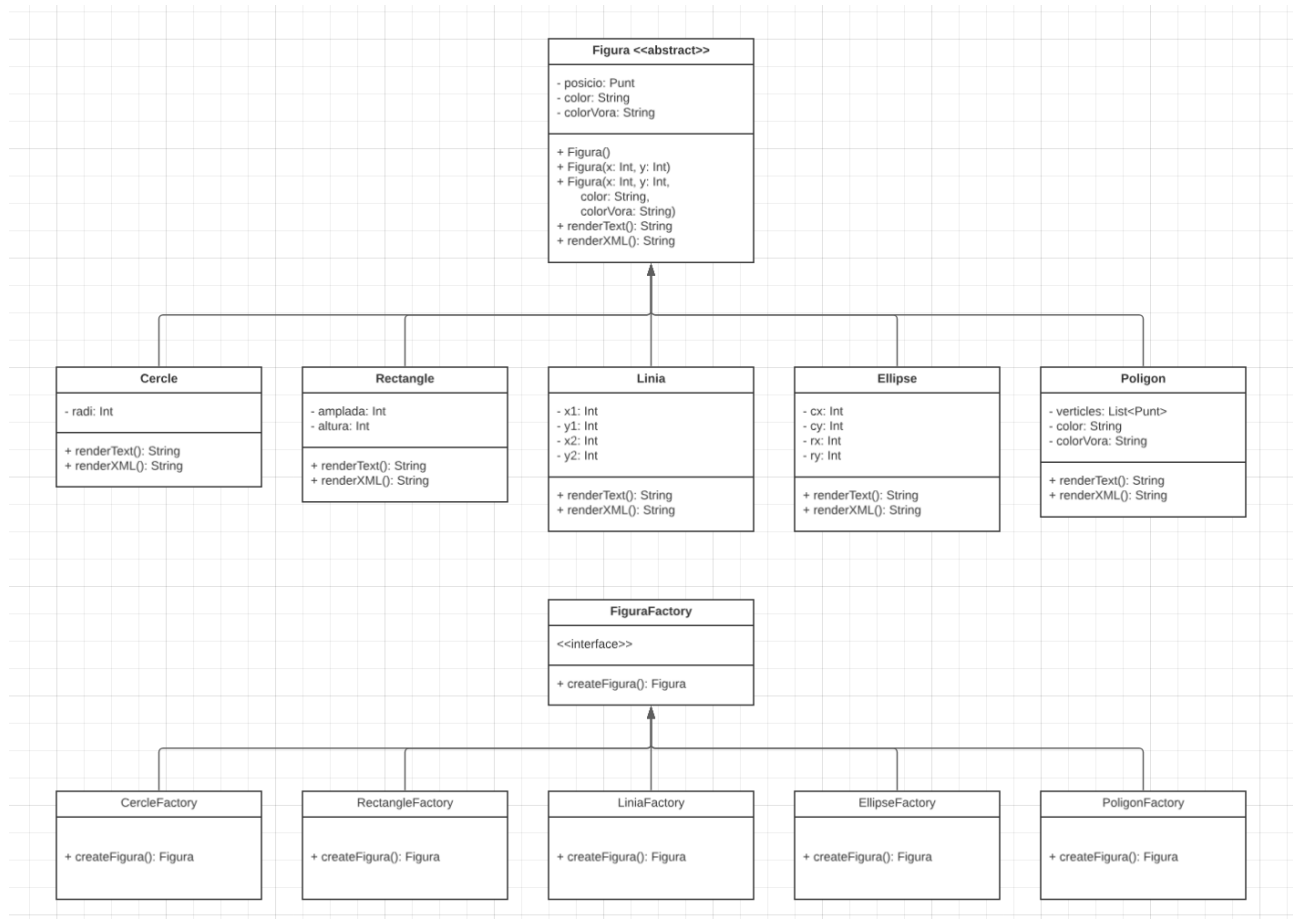 Figura <<abstract>>
- posicio: Punt
- color: String
- colorVora: String
+ Figura()
+ Figura(x: Int, y: Int)
+ Figura(x: Int, y: Int,
color: String,
colorVora: String)
+ renderText(): String
+ renderXML(): String
Cercle
- radi: Int
+ renderText(): String
+ renderXML(): String
Rectangle
- amplada: Int
- altura: Int
+ renderText(): String
+ renderXML(): String
Linia
- x1: Int
- y1: Int
- x2: Int
- y2: Int
+ renderText(): String
+ renderXML(): String
Ellipse
- cx: Int
- cy: Int
- rx: Int
- ry: Int
+ renderText(): String
+ renderXML(): String
Poligon
- verticles: List<Punt>
- color: String
- colorVora: String
+ renderText(): String
+ renderXML(): String
FiguraFactory
<<interface>>
+ createFigura(): Figura
CercleFactory
+ createFigura(): Figura
RectangleFactory
+ createFigura(): Figura
LiniaFactory
+ createFigura(): Figura
EllipseFactory
+ createFigura(): Figura
PoligonFactory
+ createFigura(): Figura